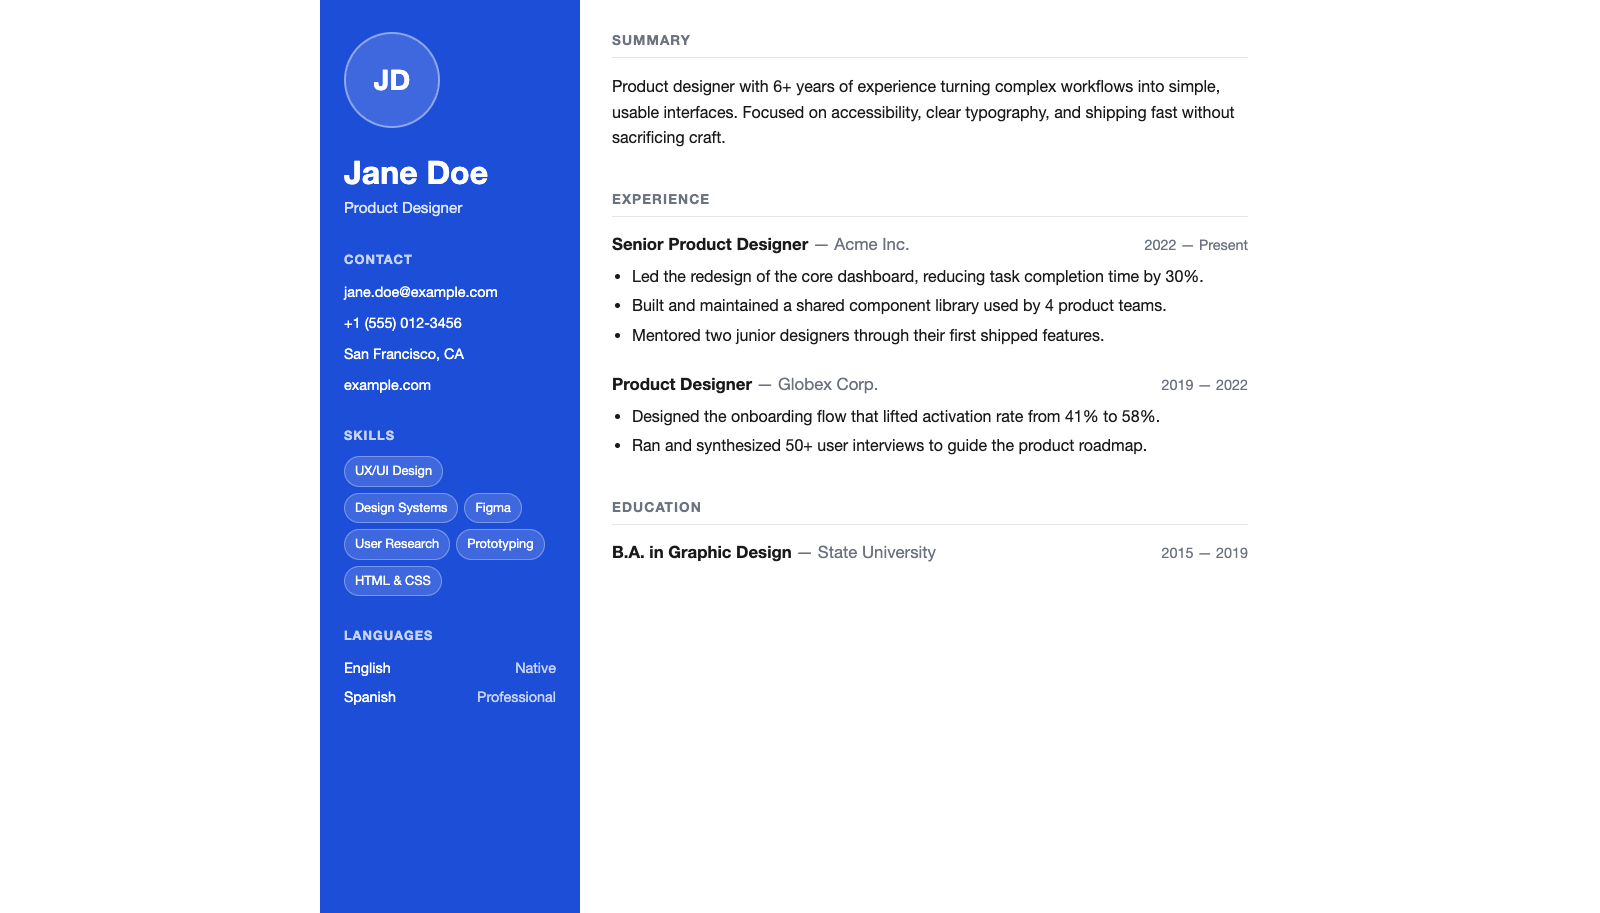 JD
Jane Doe
Product Designer
CONTACT
jane.doe@example.com
+1 (555) 012-3456
San Francisco, CA
example.com
SKILLS
UX/UI Design
Design Systems Figma
User Research Prototyping
HTML & CSS
LANGUAGES
English Native
Spanish Professional
SUMMARY
Product designer with 6+ years of experience turning complex workflows into simple,
usable interfaces. Focused on accessibility, clear typography, and shipping fast without
sacrificing craft.
EXPERIENCE
Senior Product Designer — Acme Inc. 2022 — Present
• Led the redesign of the core dashboard, reducing task completion time by 30%.
• Built and maintained a shared component library used by 4 product teams.
• Mentored two junior designers through their first shipped features.
Product Designer — Globex Corp. 2019 — 2022
• Designed the onboarding flow that lifted activation rate from 41% to 58%.
• Ran and synthesized 50+ user interviews to guide the product roadmap.
EDUCATION
B.A. in Graphic Design — State University 2015 — 2019